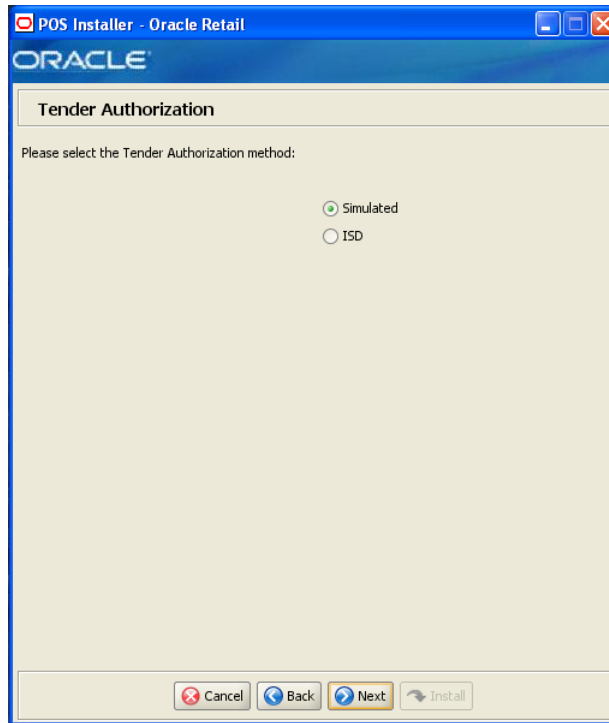 POS Installer - Oracle Retail
ORACLE
Tender Authorization
Please select the Tender Authorization method:
Simulated
ISD
Cancel Back Next Install